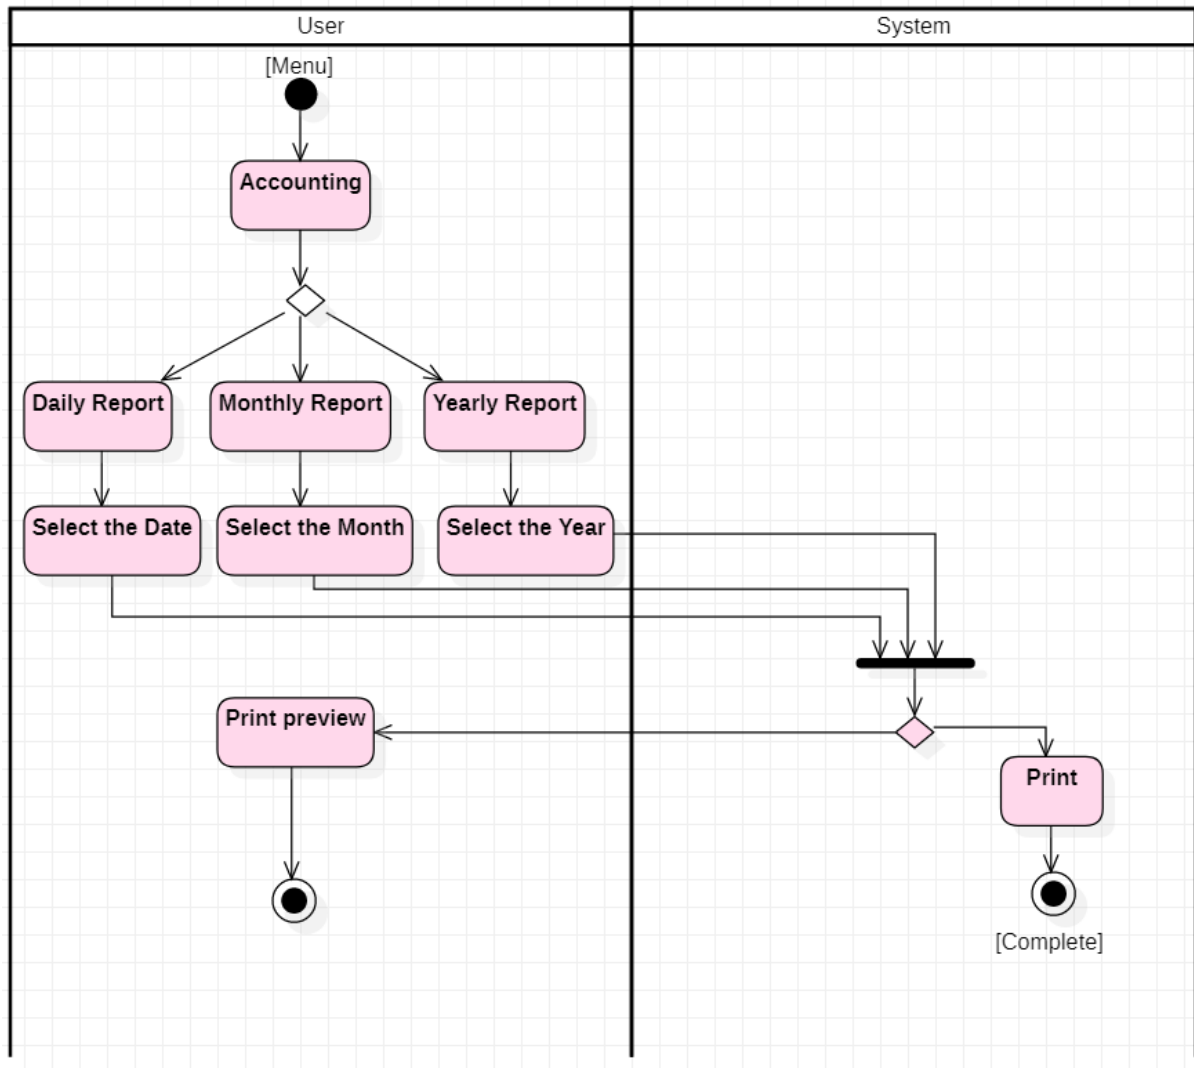 User
System
[Menu]
Accounting
Daily Report
Monthly Report
Yearly Report
Select the Date
Select the Month
Select the Year
Print preview
Print
[Complete]